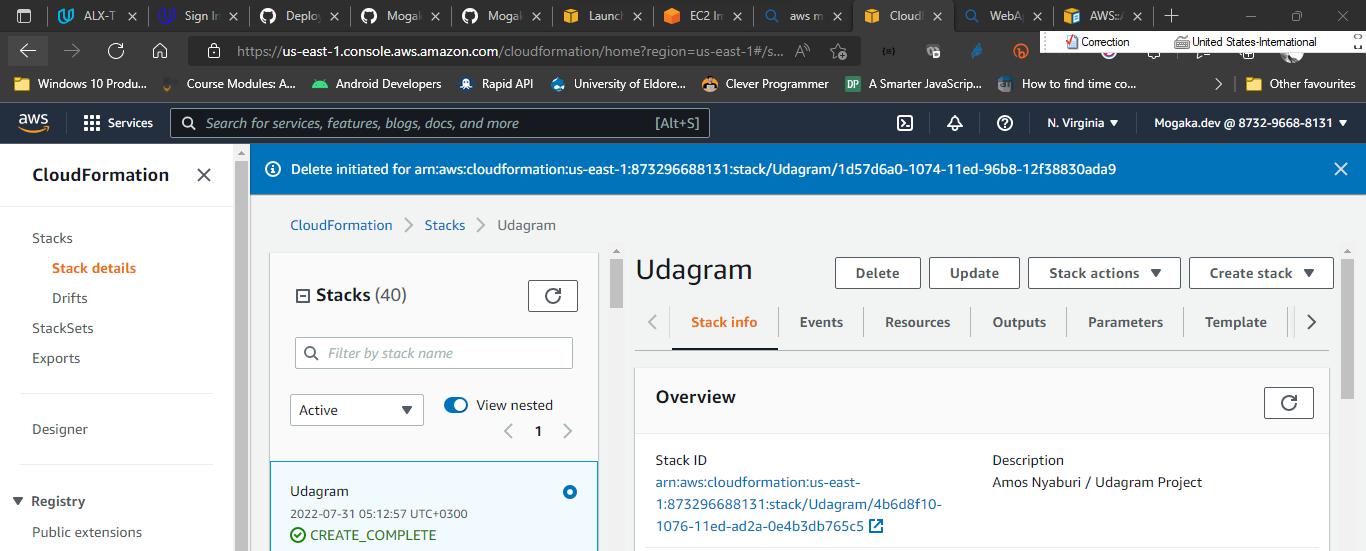 ALX-T
Sign In
Deploy
Mogak
Mogak
Launch
EC2 Im
aws m
Cloud
WebAp
AWS::A
https://us-east-1.console.aws.amazon.com/cloudformation/home?region=us-east-1#/s...
Correction
United States-International
Windows 10 Produ...
Course Modules: A...
Android Developers
Rapid API
University of Eldore...
Clever Programmer
DP
A Smarter JavaScrip...
How to find time co...
Other favourites
aws
Services
Search for services, features, blogs, docs, and more
[Alt+S]
N. Virginia
Mogaka.dev @ 8732-9668-8131
CloudFormation
Delete initiated for arn:aws:cloudformation:us-east-1:873296688131:stack/Udagram/1d57d6a0-1074-11ed-96b8-12f38830ada9
Stacks
Stack details
Drifts
StackSets
Exports
Designer
Registry
Public extensions
CloudFormation
Stacks
Udagram
Stacks (40)
Filter by stack name
Active
View nested
1
Udagram
2022-07-31 05:12:57 UTC+0300
CREATE_COMPLETE
Udagram
Delete
Update
Stack actions
Create stack
Stack info
Events
Resources
Outputs
Parameters
Template
Overview
Stack ID
arn:aws:cloudformation:us-east-
1:873296688131:stack/Udagram/4b6d8f10-
1076-11ed-ad2a-0e4b3db765c5
Description
Amos Nyaburi / Udagram Project